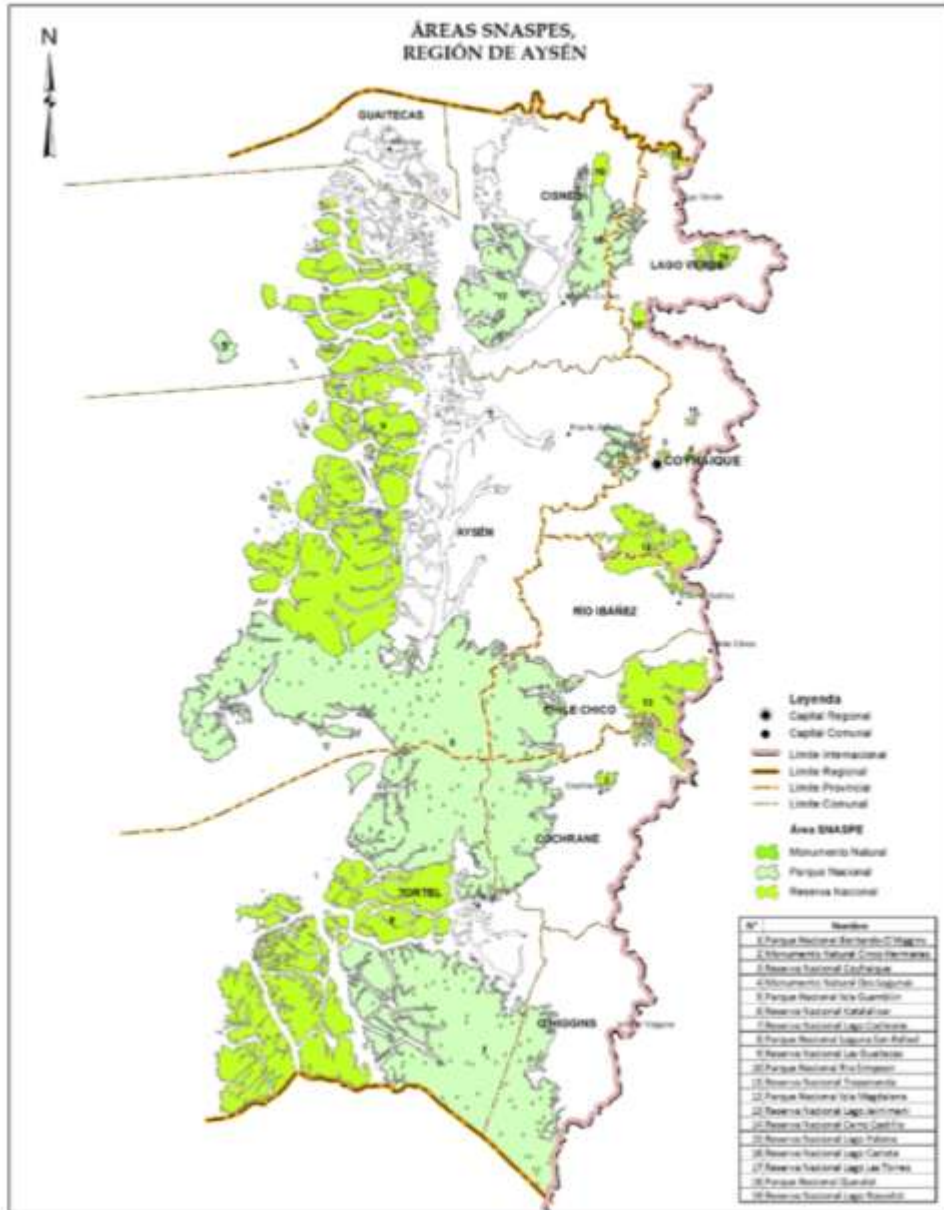 ÁREAS SNASPES,
REGIÓN DE AYSÉN
N
GUAITECAS
CISNES
LAGO VERDE
COYHAIQUE
AYSÉN
RÍO IBAÑEZ
CHILE CHICO
COCHRANE
TORTEL
O'HIGGINS
Leyenda
Capital Regional
Capital Comunal
Límite Internacional
Límite Regional
Límite Provincial
Límite Comunal
Área SNASPE
Monumento Natural
Parque Nacional
Reserva Nacional
N° Nombre
1 Parque Nacional Bernardo O'Higgins
2 Monumento Natural Cinco Hermanas
3 Reserva Nacional Coyhaique
4 Monumento Natural Dos Lagunas
5 Parque Nacional Isla Guamblin
6 Reserva Nacional Katalalixar
7 Reserva Nacional Lago Cochrane
8 Parque Nacional Laguna San Rafael
9 Reserva Nacional Las Guaitecas
10 Parque Nacional Rio Simpson
11 Reserva Nacional Trapananda
12 Parque Nacional Isla Magdalena
13 Reserva Nacional Lago Jeinimeni
14 Reserva Nacional Cerro Castillo
15 Reserva Nacional Lago
16 Reserva Nacional Lago Carlota
17 Reserva Nacional Lago Las Torres
18 Parque Nacional Queulat
19 Reserva Nacional Lago Rosselot